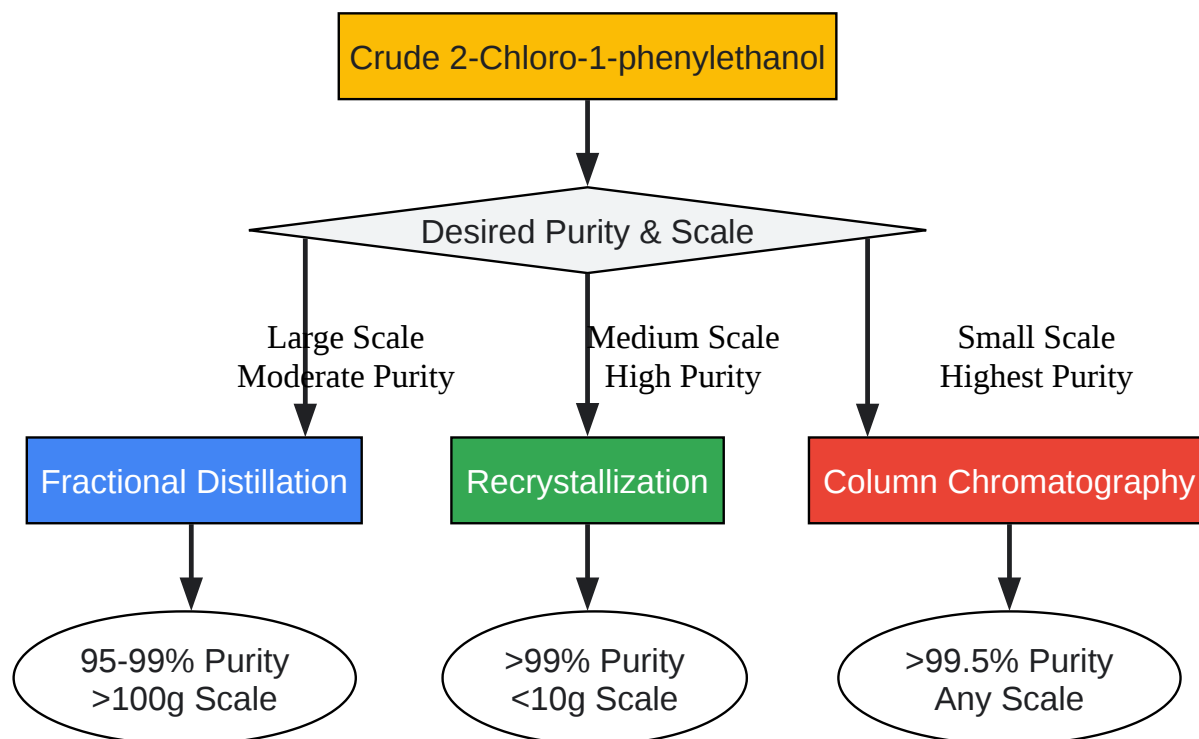 Crude 2-Chloro-1-phenylethanol
Desired Purity & Scale
Large Scale
Moderate Purity
Medium Scale
High Purity
Small Scale
Highest Purity
Fractional Distillation
Recrystallization
Column Chromatography
95-99% Purity
>100g Scale
>99% Purity
<10g Scale
>99.5% Purity
Any Scale